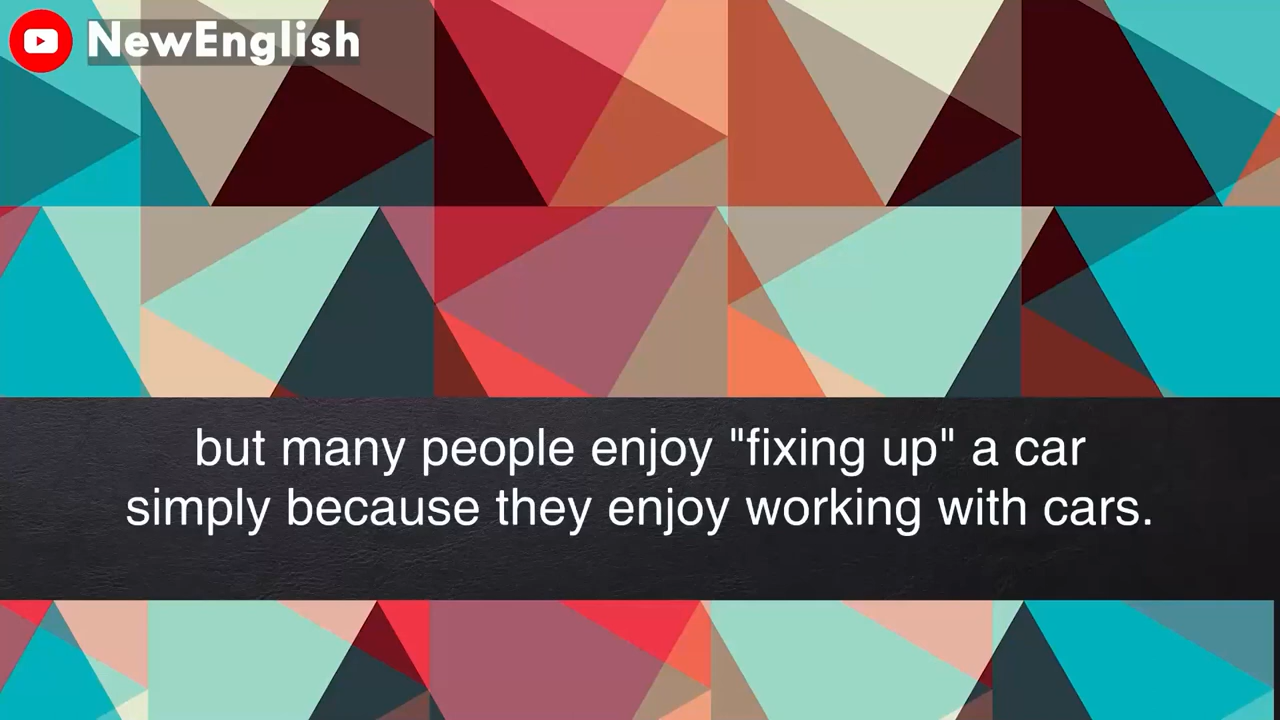 NewEnglish
but many people enjoy "fixing up" a car
simply because they enjoy working with cars.